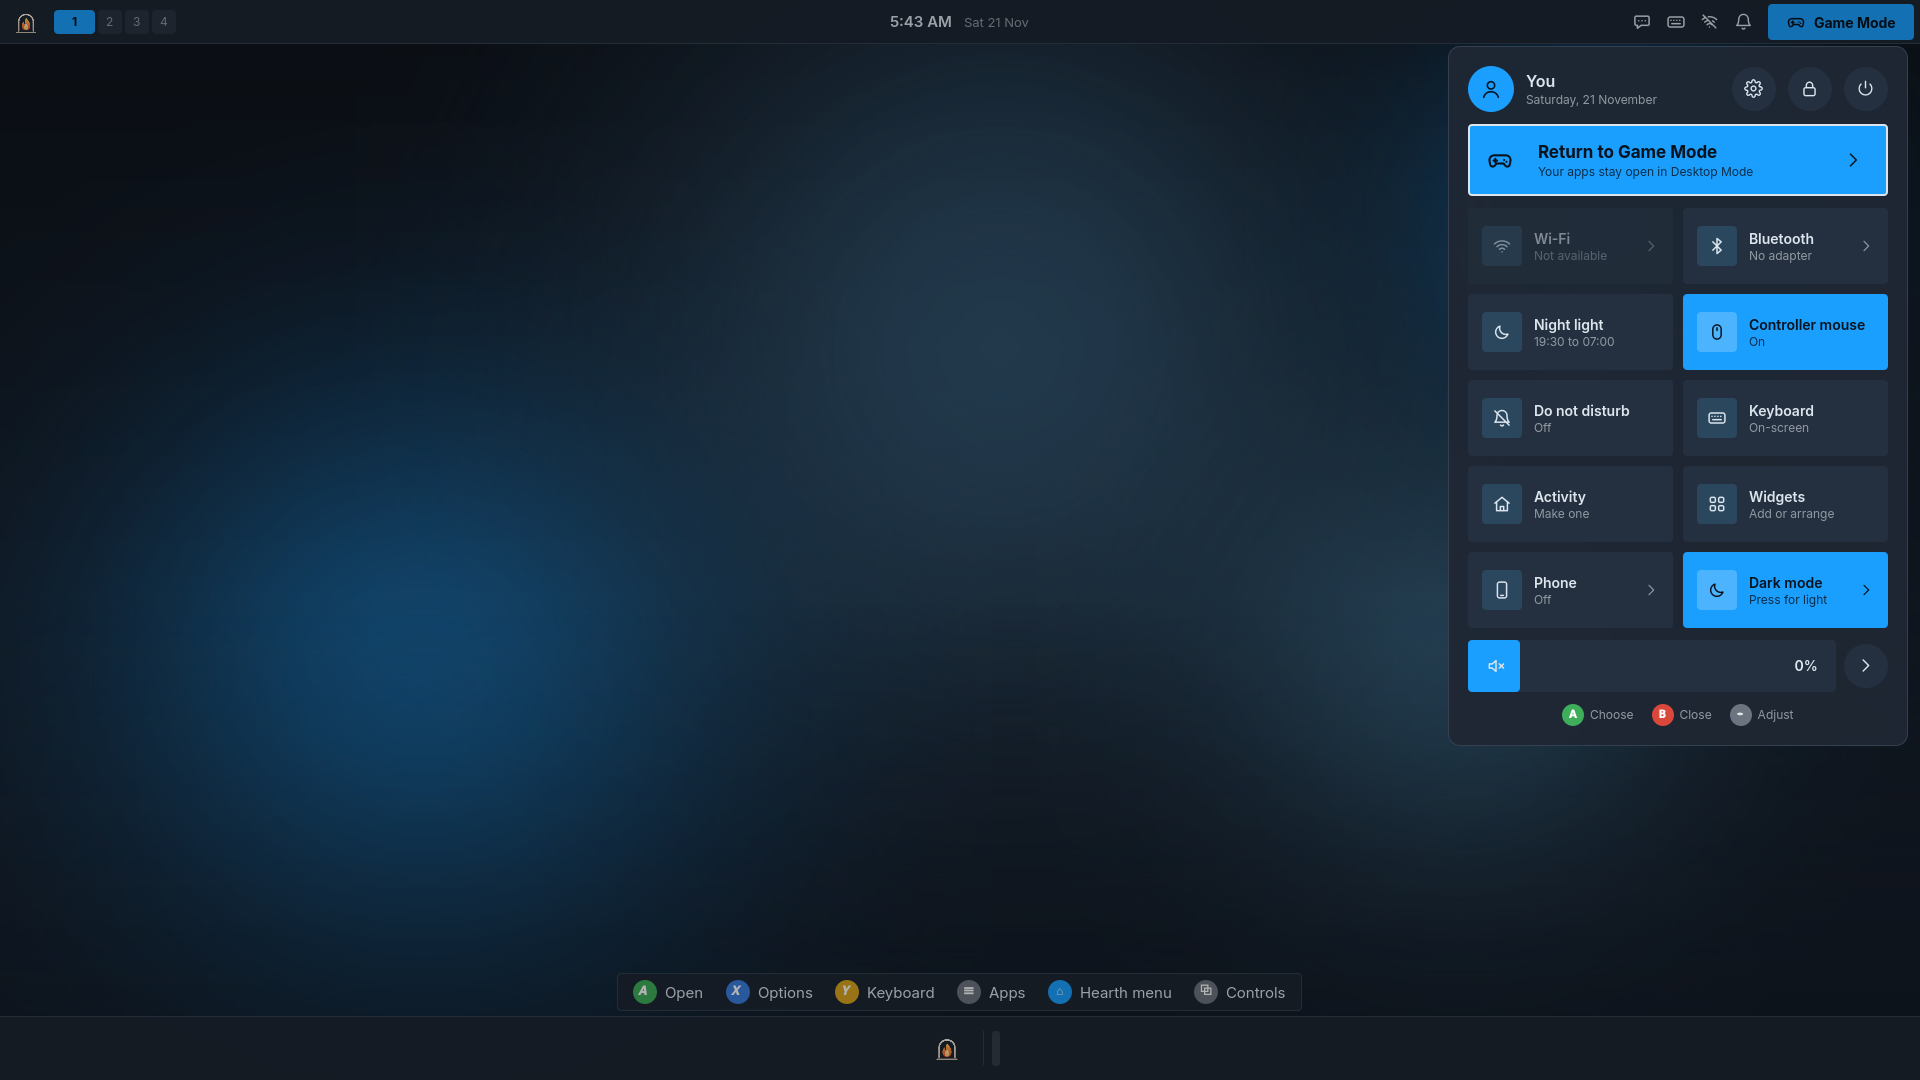 1
2
3
4
5:43 AM
Sat 21 Nov
Game Mode
You
Saturday, 21 November
Return to Game Mode
Your apps stay open in Desktop Mode
Wi-Fi
Not available
Bluetooth
No adapter
Night light
19:30 to 07:00
Controller mouse
On
Do not disturb
Off
Keyboard
On-screen
Activity
Make one
Widgets
Add or arrange
Phone
Off
Dark mode
Press for light
0%
A Choose
B Close
Adjust
A Open
X Options
Y Keyboard
Apps
Hearth menu
Controls